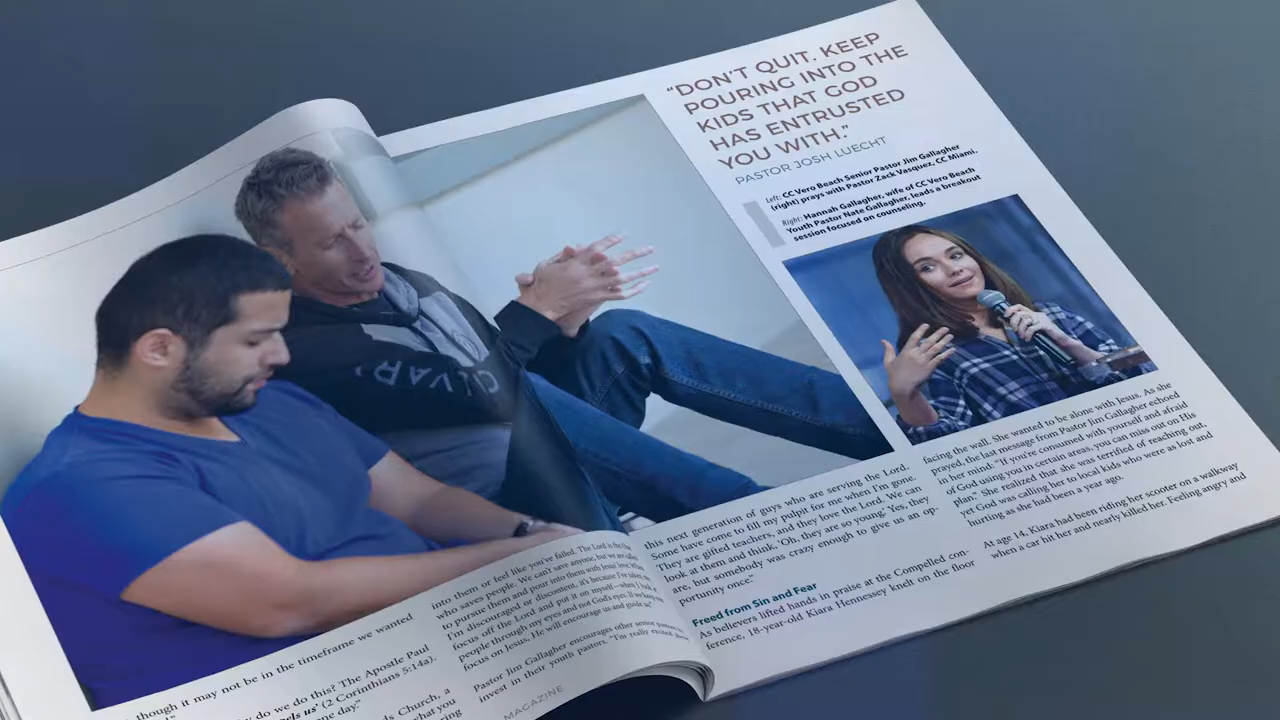 “DON’T QUIT. KEEP
POURING INTO THE
KIDS THAT GOD
HAS ENTRUSTED
YOU WITH.”
PASTOR JOSH LUECHT
Left: CC Vero Beach Senior Pastor Jim Gallagher
(right) prays with Pastor Zack Vasquez, CC Miami.
Right: Hannah Gallagher, wife of CC Vero Beach
Youth Pastor Nate Gallagher, leads a breakout
session focused on counseling.
though it may not be in the timeframe we wanted
do we do this? The Apostle Paul
us’ (2 Corinthians 5:14a).
one day.”
Church, a
what you
into them or feel like you’ve failed. The Lord is the
who saves people. We can’t save anyone, but we are called
to pursue them and pour into them with Jesus’ love. When
I’m discouraged or discontent, it’s because I’ve taken my
focus off the Lord and put it on myself—when I look at
people through my eyes and not God’s eyes. If we keep our
focus on Jesus, He will encourage us and guide us.”
Pastor Jim Gallagher encourages other senior pastors to
invest in their youth pastors. “I’m really excited about
MAGAZINE
this next generation of guys who are serving the Lord.
Some have come to fill my pulpit for me when I’m gone.
They are gifted teachers, and they love the Lord. We can
look at them and think, ‘Oh, they are so young.’ Yes, they
are, but somebody was crazy enough to give us an op-
portunity once.”
Freed from Sin and Fear
As believers lifted hands in praise at the Compelled con-
ference, 18-year-old Kiara Hennessey knelt on the floor
facing the wall. She wanted to be alone with Jesus. As she
prayed, the last message from Pastor Jim Gallagher echoed
in her mind: “If you’re consumed with yourself and afraid
of God using you in certain areas, you can miss out on His
plan.” She realized that she was terrified of reaching out,
yet God was calling her to local kids who were as lost and
hurting as she had been a year ago.
At age 14, Kiara had been riding her scooter on a walkway
when a car hit her and nearly killed her. Feeling angry and